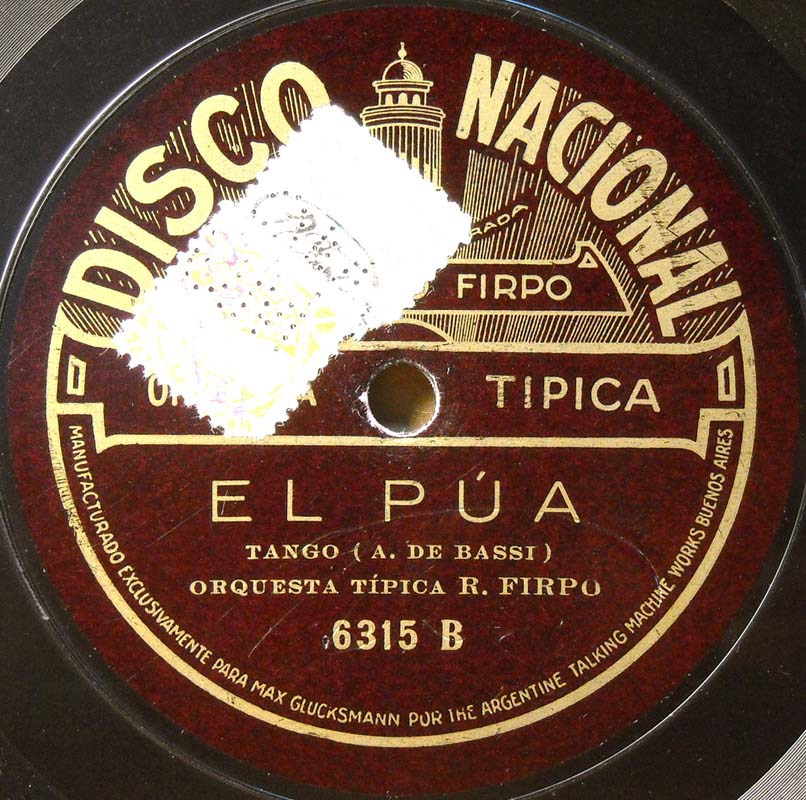 DISCO NACIONAL
FIRPO
TIPICA
EL PÚA
TANGO (A. DE BASSI)
ORQUESTA TÍPICA R. FIRPO
6315 B
MANUFACTURADO EXCLUSIVAMENTE PARA MAX GLUCKSMANN POR THE ARGENTINE TALKING MACHINE WORKS BUENOS AIRES